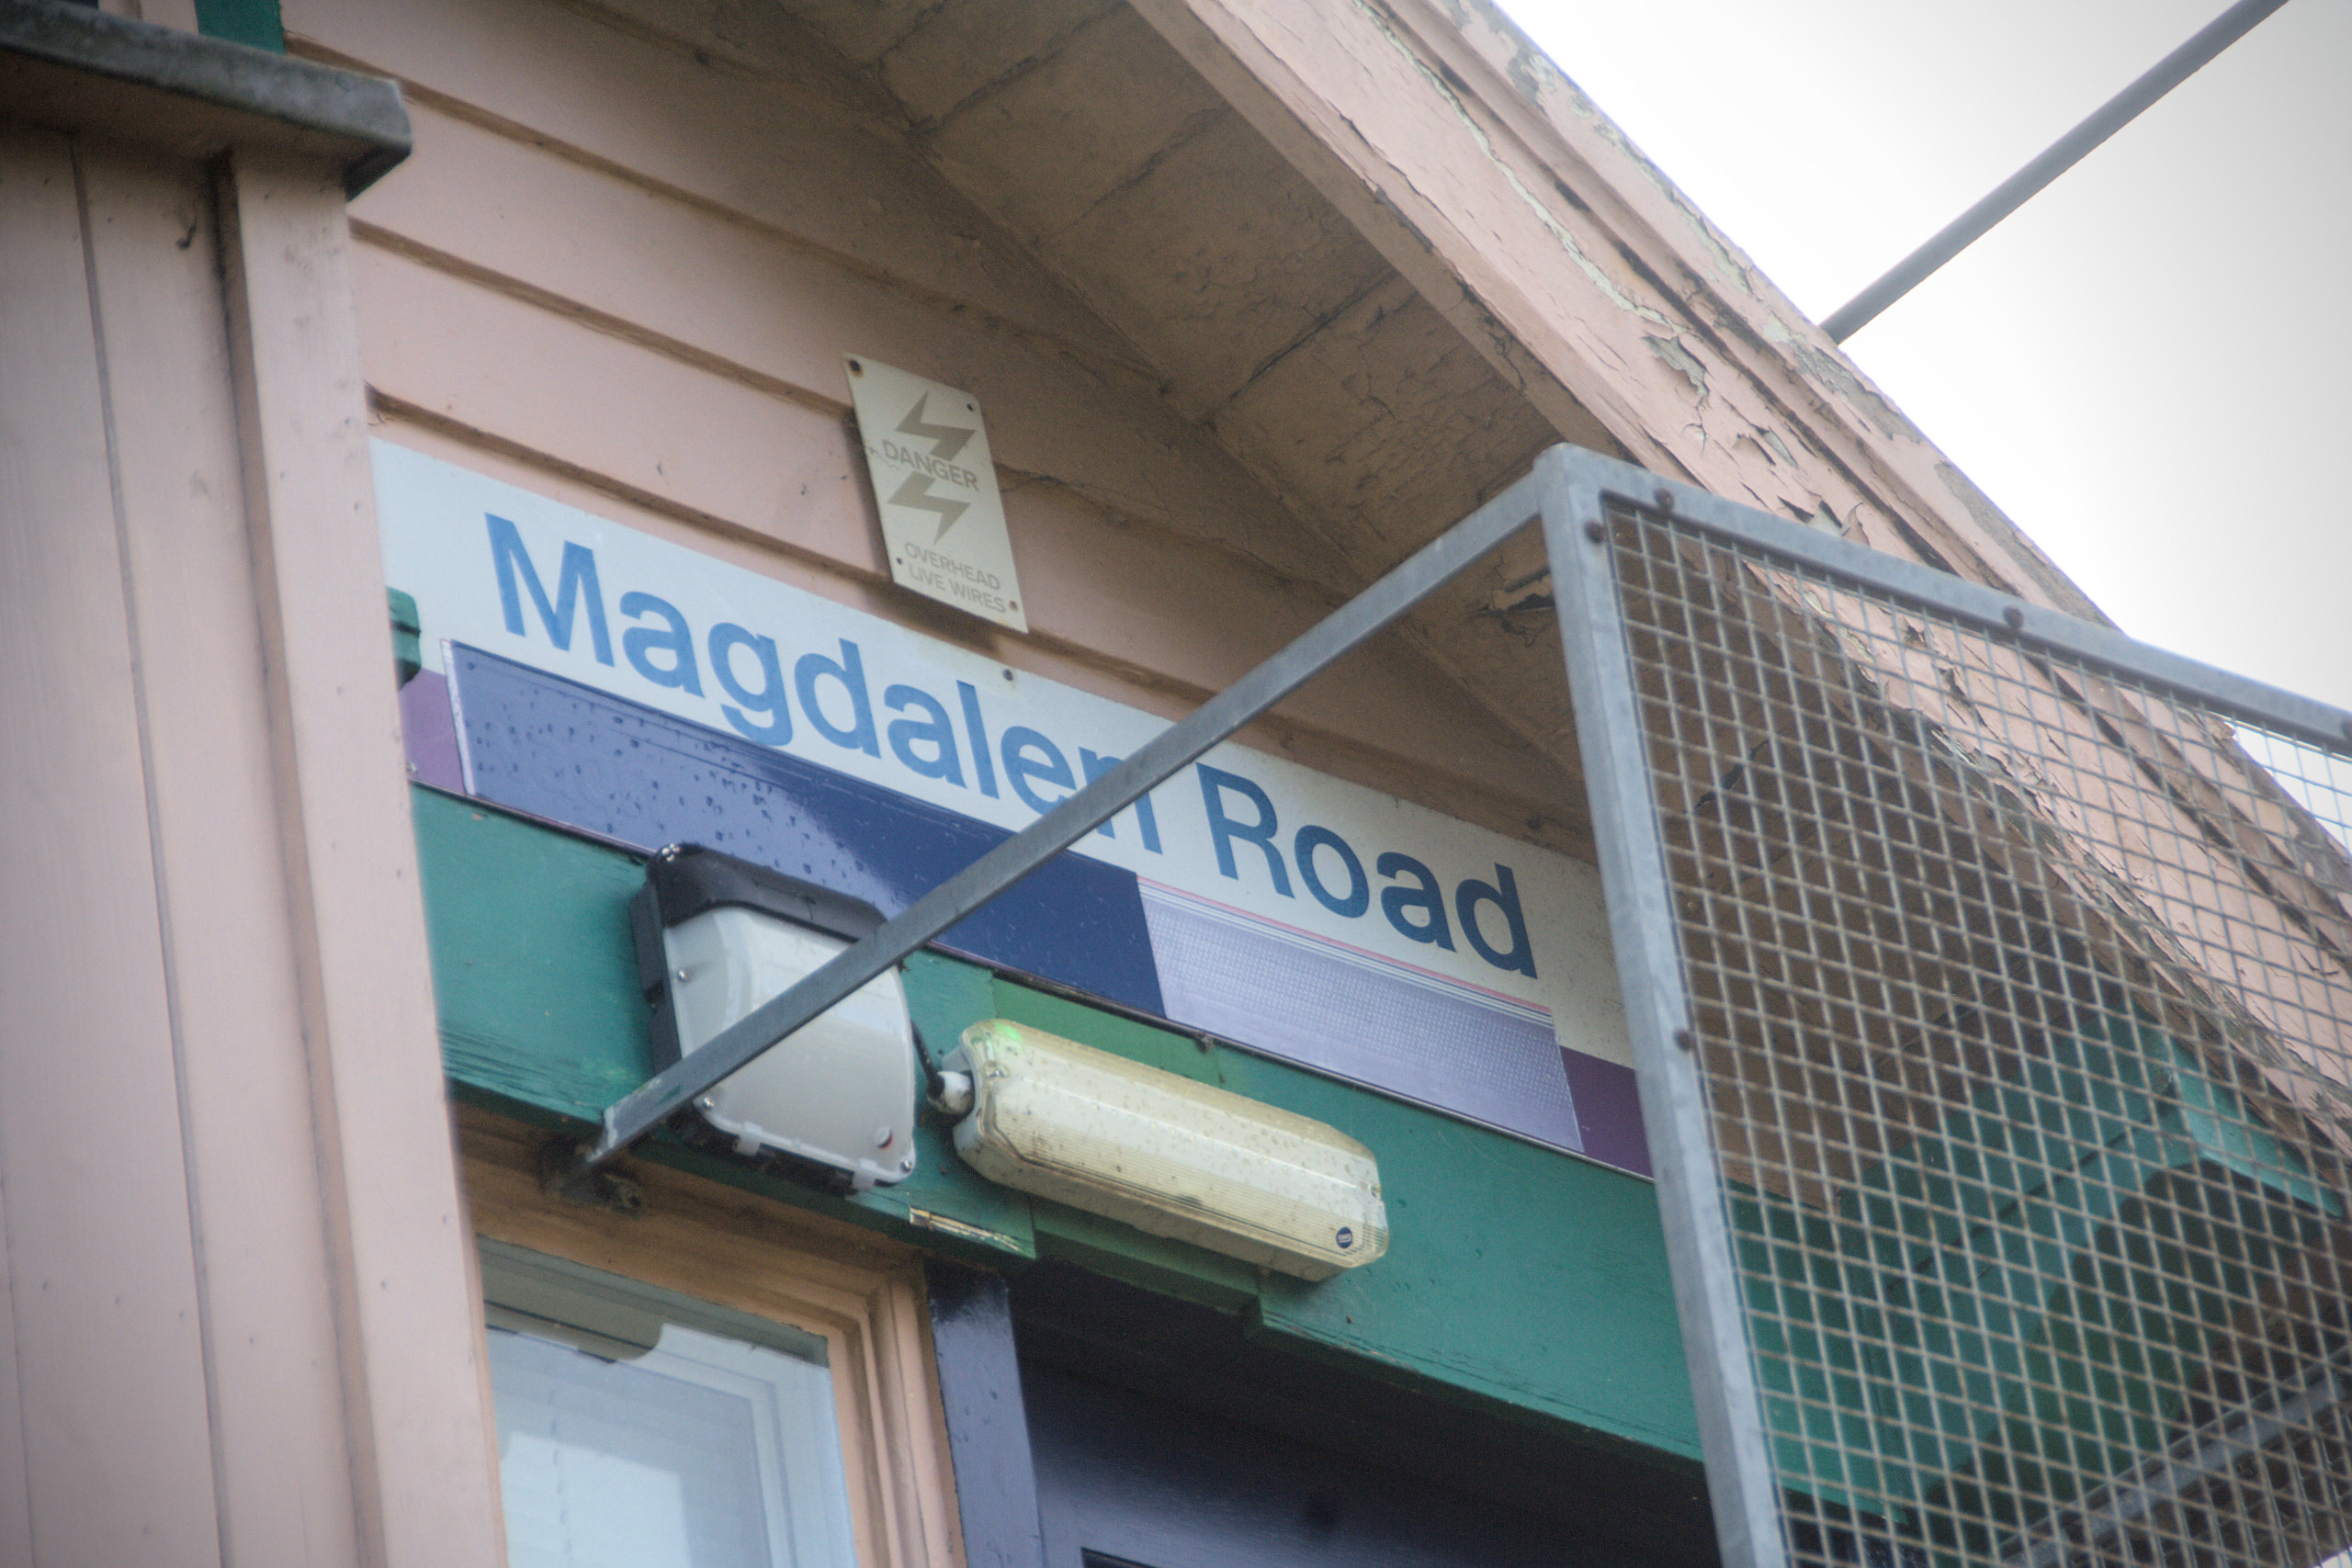 DANGER
OVERHEAD
LIVE WIRES
Magdalen Road